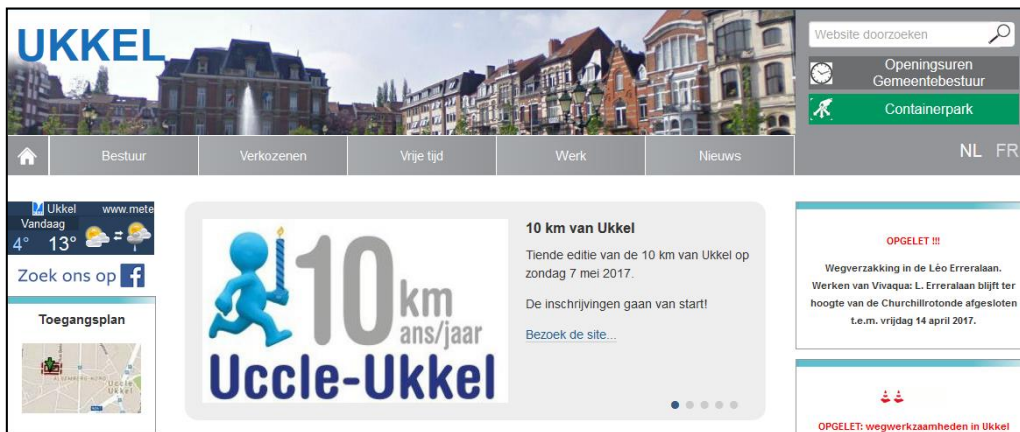 UKKEL
Website doorzoeken
Openingsuren
Gemeentebestuur
Containerpark
Bestuur
Verkozenen
Vrije tijd
Werk
Nieuws
NL FR
Ukkel www.mete
Vandaag
4° 13°
Zoek ons op f
Toegangsplan
Uccle
Ukkel
10
km
ans/jaar
Uccle-Ukkel
10 km van Ukkel
Tiende editie van de 10 km van Ukkel op
zondag 7 mei 2017.
De inschrijvingen gaan van start!
Bezoek de site...
OPGELET !!!
Wegverzakking in de Léo Erreralaan.
Werken van Vivaqua: L. Erreralaan blijft ter
hoogte van de Churchillrotonde afgesloten
t.e.m. vrijdag 14 april 2017.
OPGELET: wegwerkzaamheden in Ukkel